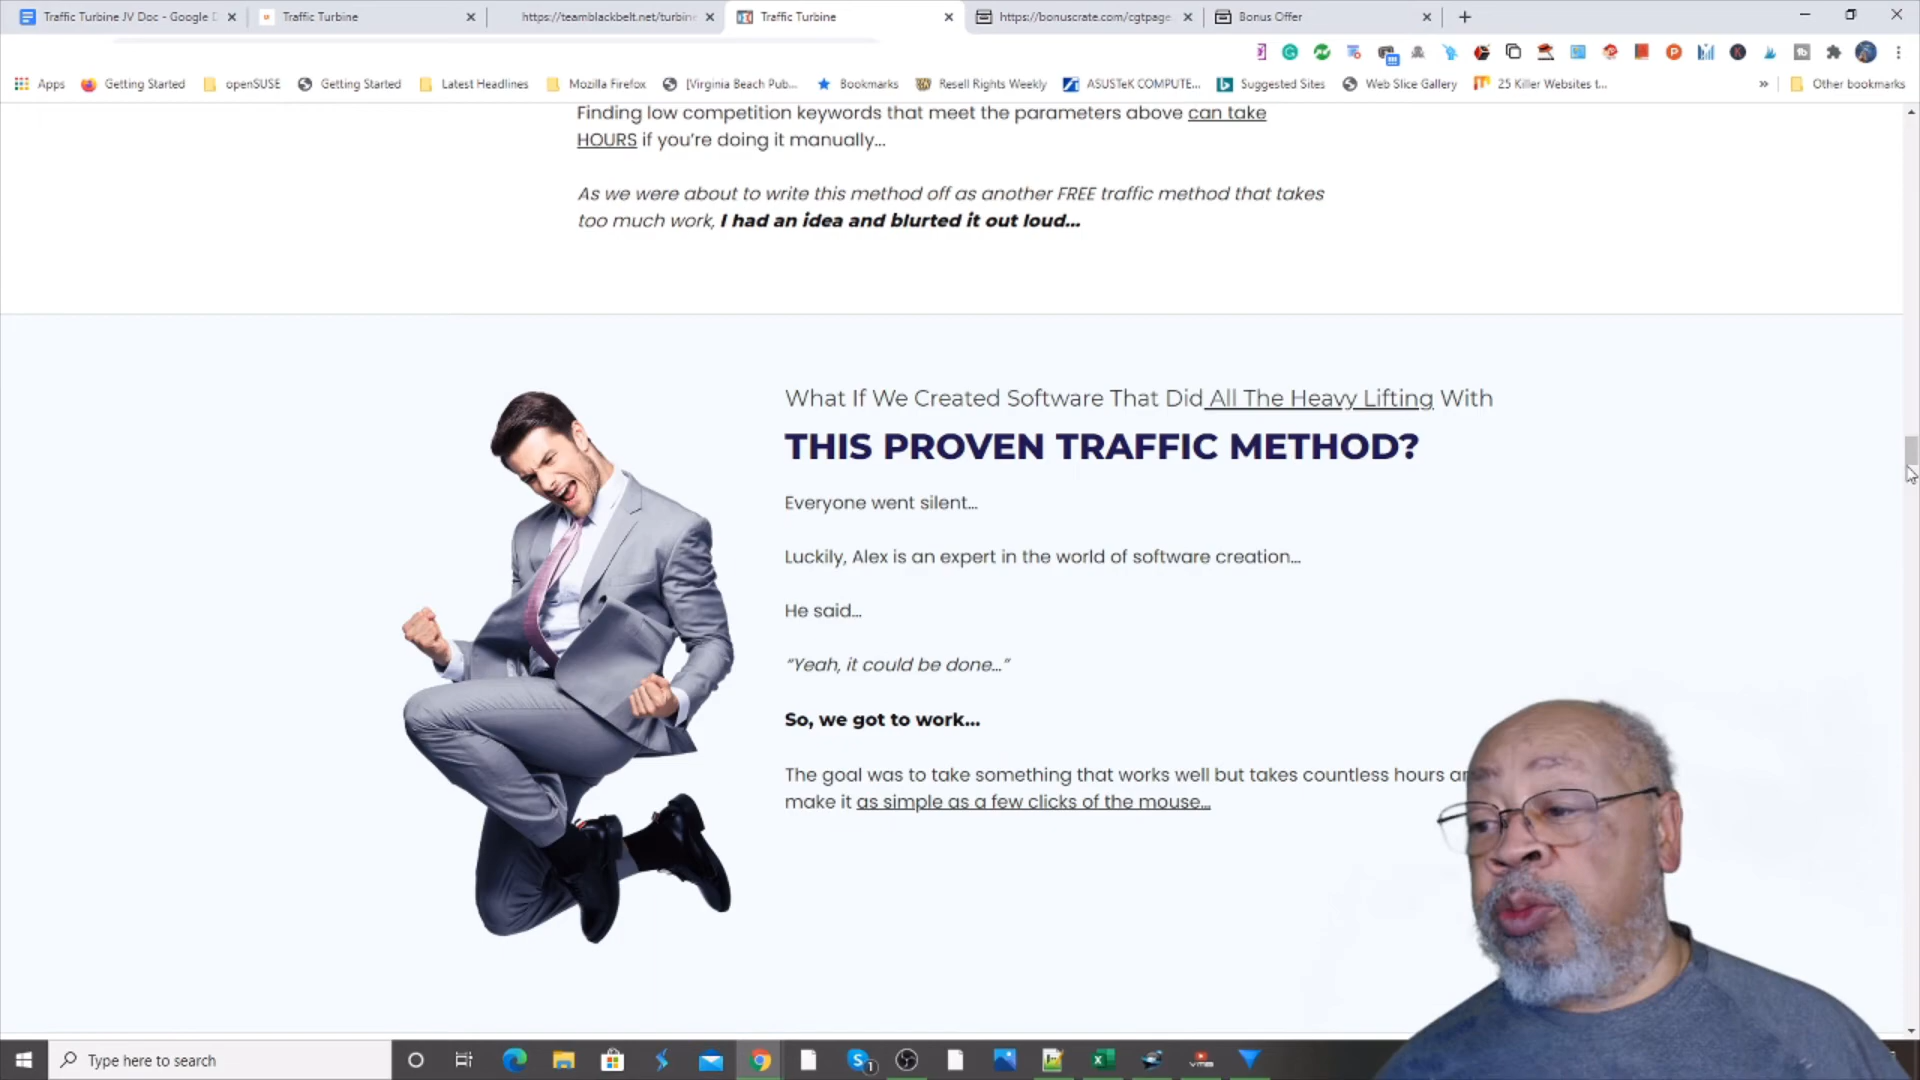 Traffic Turbine JV Doc - Google D
Traffic Turbine
https://teamblackbelt.net/turbine
Traffic Turbine
https://bonuscrate.com/cgtpage
Bonus Offer
Apps
Getting Started
openSUSE
Getting Started
Latest Headlines
Mozilla Firefox
[Virginia Beach Pub...
Bookmarks
Resell Rights Weekly
ASUSTeK COMPUTE...
Suggested Sites
Web Slice Gallery
25 Killer Websites t...
»
Other bookmarks
Finding low competition keywords that meet the parameters above can take
HOURS if you’re doing it manually...
As we were about to write this method off as another FREE traffic method that takes
too much work, I had an idea and blurted it out loud...
What If We Created Software That Did All The Heavy Lifting With
THIS PROVEN TRAFFIC METHOD?
Everyone went silent...
Luckily, Alex is an expert in the world of software creation...
He said...
“Yeah, it could be done...”
So, we got to work...
The goal was to take something that works well but takes countless hours
make it as simple as a few clicks of the mouse...
Type here to search